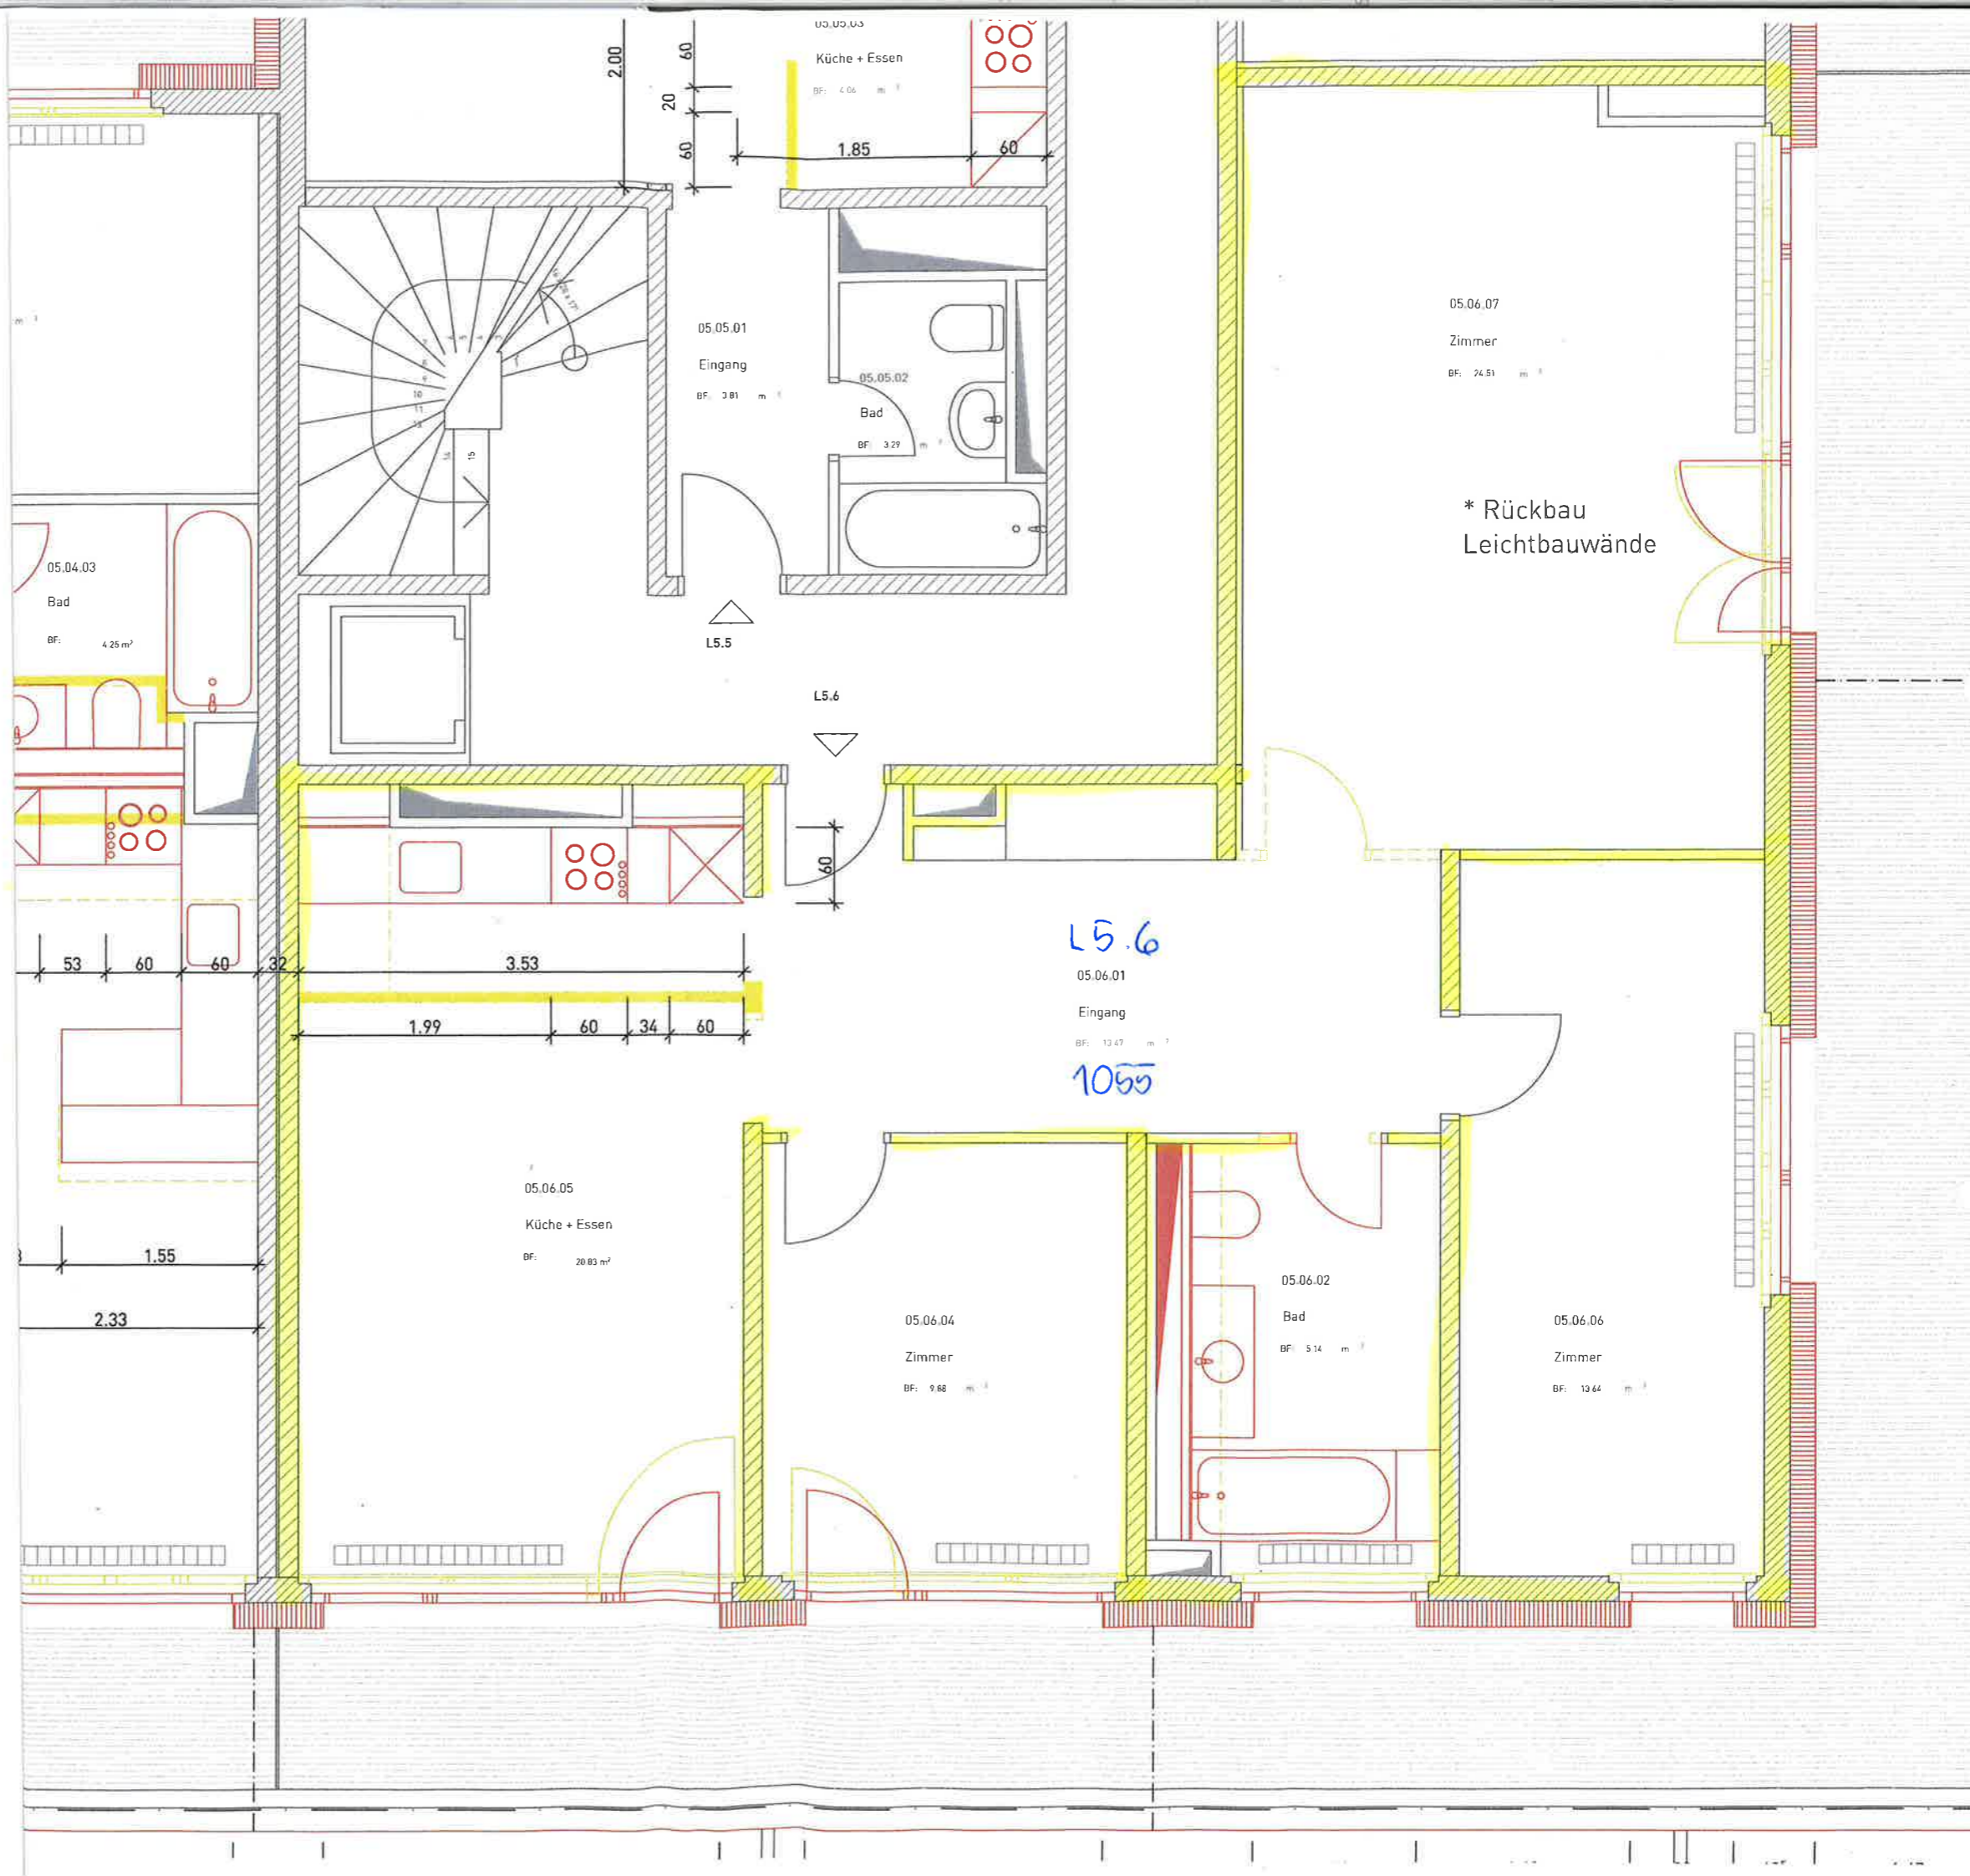 05.05.03
Küche + Essen
BF: 4.06 m
2.00
60
20
60
1.85
60
05.05.01
Eingang
BF: 3.81 m
05.05.02
Bad
BF: 3.29 m
15
05.06.07
Zimmer
BF: 24.51 m
* Rückbau
Leichtbauwände
05.04.03
Bad
BF: 4.25 m²
L5.5
L5.6
60
53
60
60
32
3.53
1.99
60
34
60
L5.6
05.06.01
Eingang
BF: 13.47 m
1055
05.06.05
Küche + Essen
BF: 20.83 m²
1.55
2.33
05.06.04
Zimmer
BF: 9.88 m
05.06.02
Bad
BF: 5.14 m
05.06.06
Zimmer
BF: 13.64 m